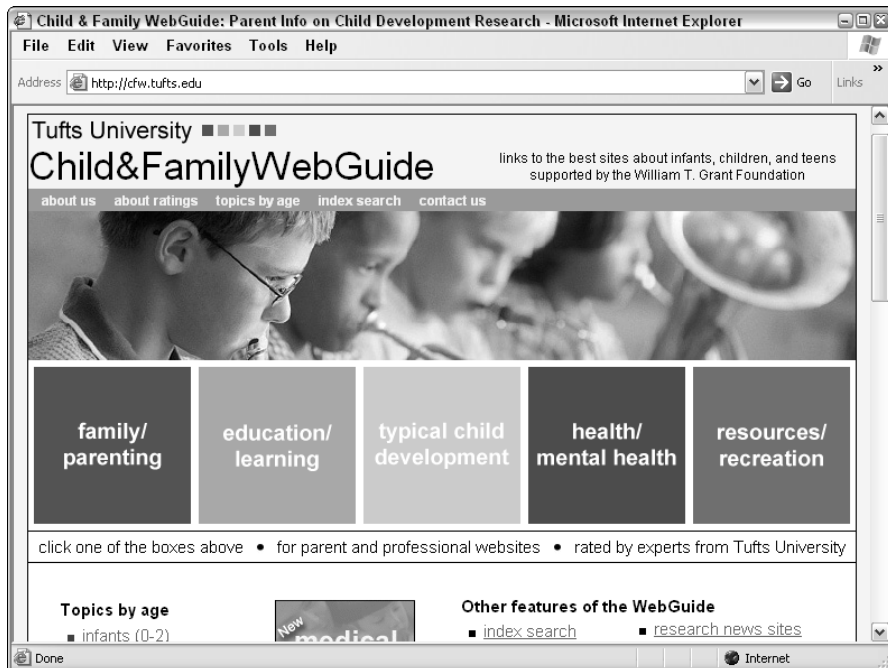 Child & Family WebGuide: Parent Info on Child Development Research - Microsoft Internet Explorer
File Edit View Favorites Tools Help
Address http://cfw.tufts.edu Go Links
Tufts University
Child&FamilyWebGuide
links to the best sites about infants, children, and teens
supported by the William T. Grant Foundation
about us about ratings topics by age index search contact us
family/
parenting
education/
learning
typical child
development
health/
mental health
resources/
recreation
click one of the boxes above • for parent and professional websites • rated by experts from Tufts University
Topics by age
infants (0-2)
New
medical
Other features of the WebGuide
index search
research news sites
Done Internet